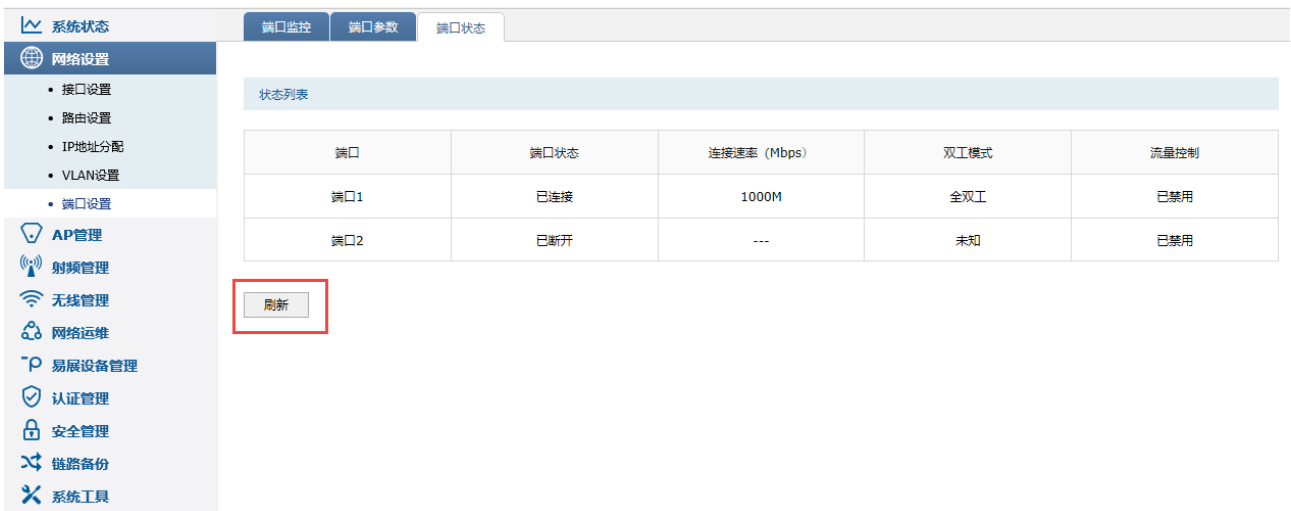 系统状态
网络设置
• 接口设置
• 路由设置
• IP地址分配
• VLAN设置
• 端口设置
AP管理
射频管理
无线管理
网络运维
易展设备管理
认证管理
安全管理
链路备份
系统工具
端口监控 端口参数 端口状态
状态列表
端口 端口状态 连接速率（Mbps） 双工模式 流量控制
端口1 已连接 1000M 全双工 已禁用
端口2 已断开 --- 未知 已禁用
刷新